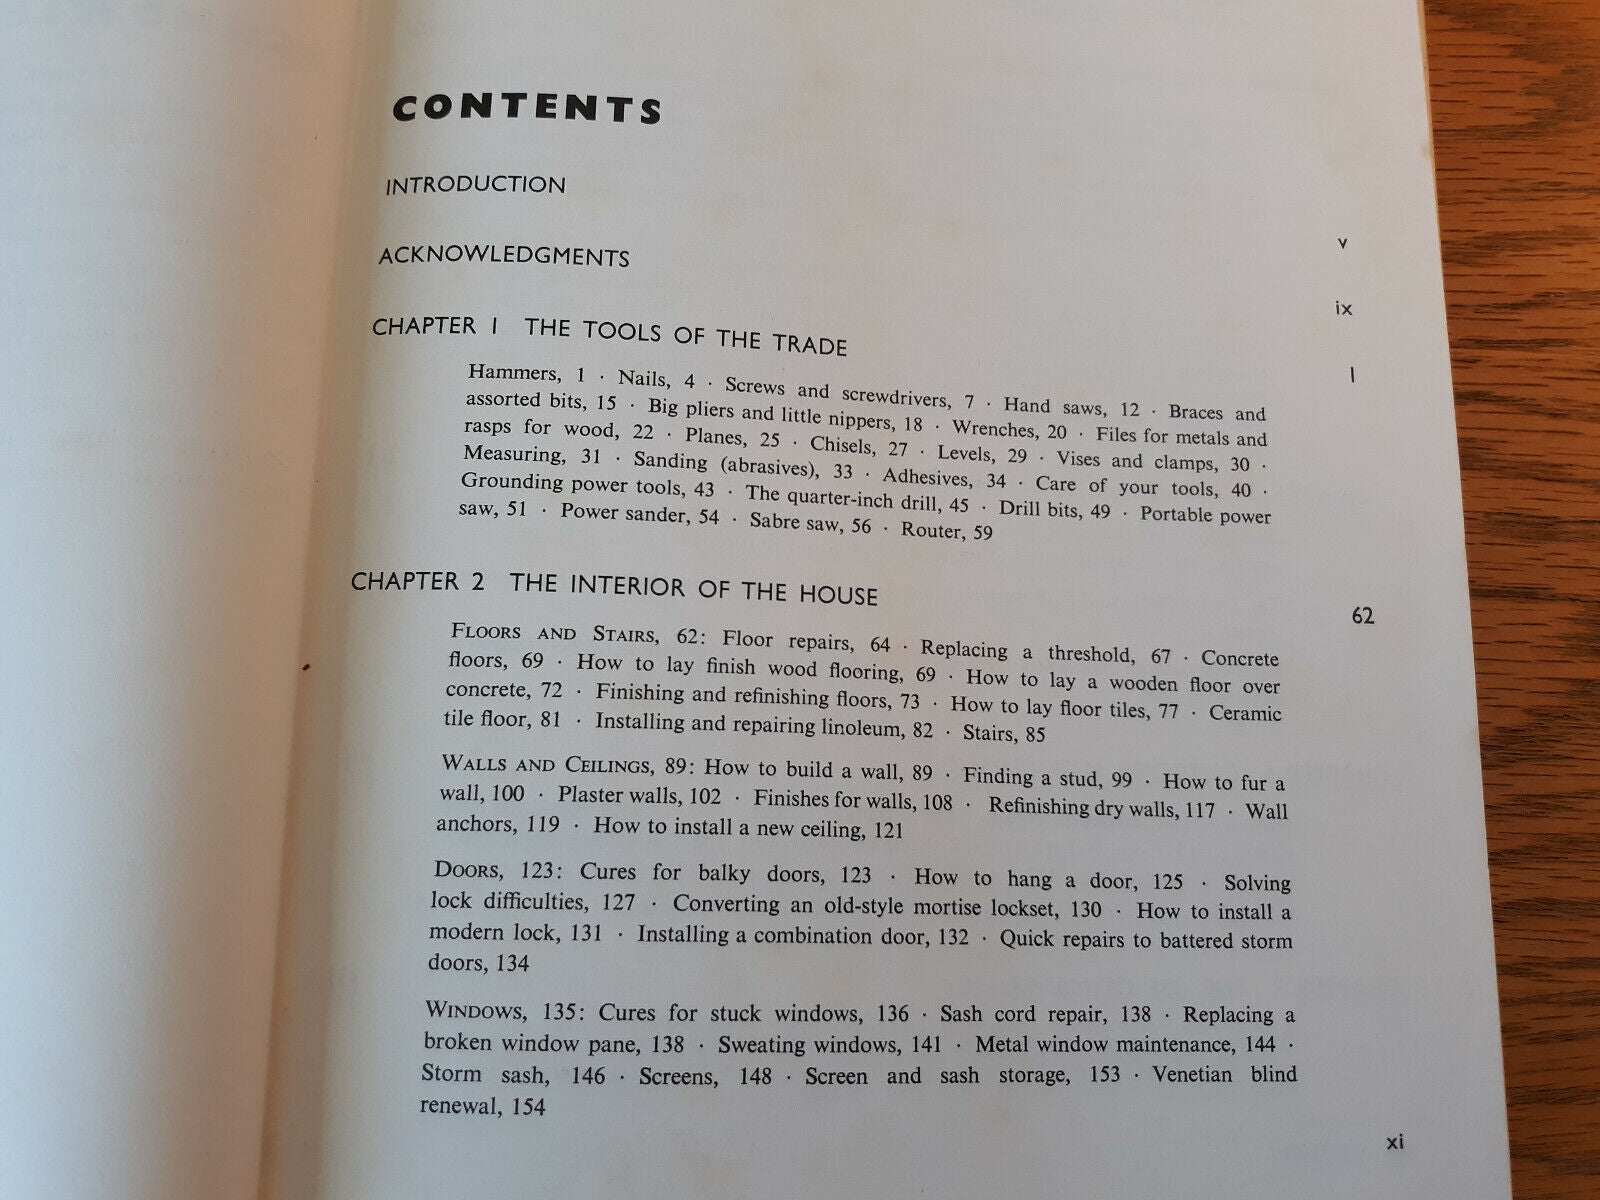 CONTENTS
INTRODUCTION v
ACKNOWLEDGMENTS ix
CHAPTER 1 THE TOOLS OF THE TRADE 1
Hammers, 1 · Nails, 4 · Screws and screwdrivers, 7 · Hand saws, 12 · Braces and
assorted bits, 15 · Big pliers and little nippers, 18 · Wrenches, 20 · Files for metals and
rasps for wood, 22 · Planes, 25 · Chisels, 27 · Levels, 29 · Vises and clamps, 30 ·
Measuring, 31 · Sanding (abrasives), 33 · Adhesives, 34 · Care of your tools, 40 ·
Grounding power tools, 43 · The quarter-inch drill, 45 · Drill bits, 49 · Portable power
saw, 51 · Power sander, 54 · Sabre saw, 56 · Router, 59
CHAPTER 2 THE INTERIOR OF THE HOUSE 62
FLOORS AND STAIRS, 62: Floor repairs, 64 · Replacing a threshold, 67 · Concrete
floors, 69 · How to lay finish wood flooring, 69 · How to lay a wooden floor over
concrete, 72 · Finishing and refinishing floors, 73 · How to lay floor tiles, 77 · Ceramic
tile floor, 81 · Installing and repairing linoleum, 82 · Stairs, 85
WALLS AND CEILINGS, 89: How to build a wall, 89 · Finding a stud, 99 · How to fur a
wall, 100 · Plaster walls, 102 · Finishes for walls, 108 · Refinishing dry walls, 117 · Wall
anchors, 119 · How to install a new ceiling, 121
DOORS, 123: Cures for balky doors, 123 · How to hang a door, 125 · Solving
lock difficulties, 127 · Converting an old-style mortise lockset, 130 · How to install a
modern lock, 131 · Installing a combination door, 132 · Quick repairs to battered storm
doors, 134
WINDOWS, 135: Cures for stuck windows, 136 · Sash cord repair, 138 · Replacing a
broken window pane, 138 · Sweating windows, 141 · Metal window maintenance, 144 ·
Storm sash, 146 · Screens, 148 · Screen and sash storage, 153 · Venetian blind
renewal, 154
xi